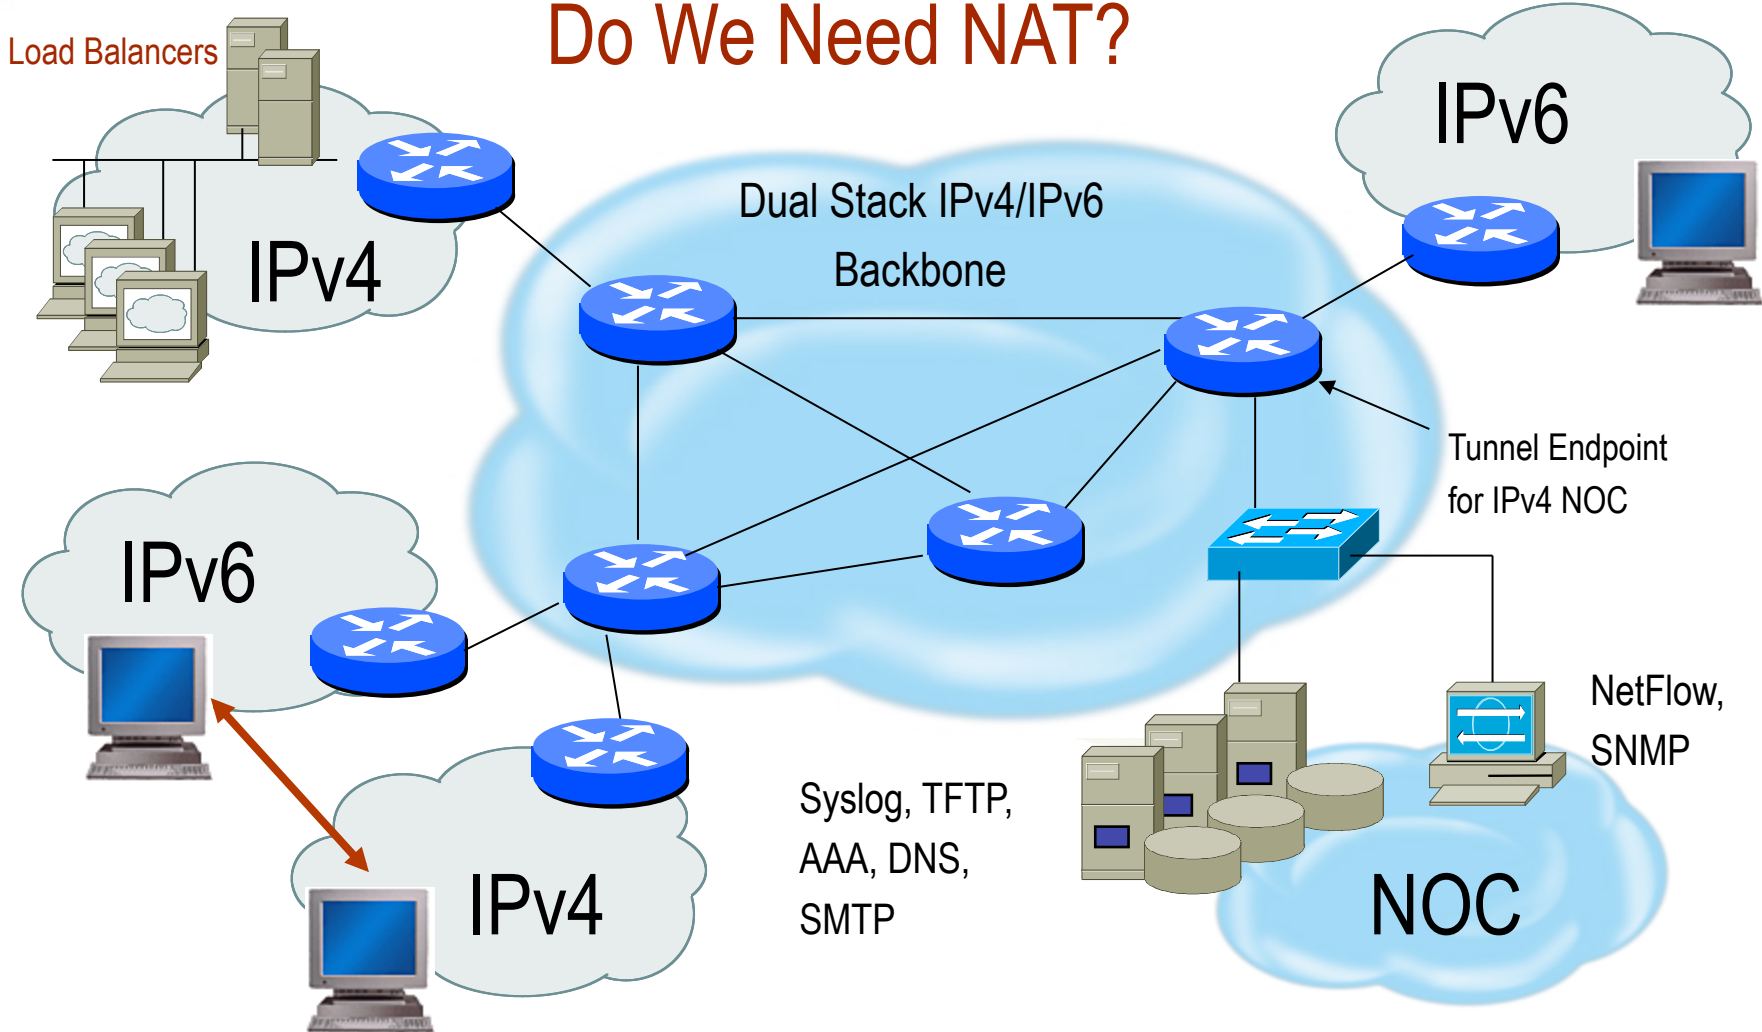 Do We Need NAT?
Load Balancers
IPv4
IPv6
Dual Stack IPv4/IPv6
Backbone
Tunnel Endpoint
for IPv4 NOC
IPv6
IPv4
Syslog, TFTP,
AAA, DNS,
SMTP
NetFlow,
SNMP
NOC